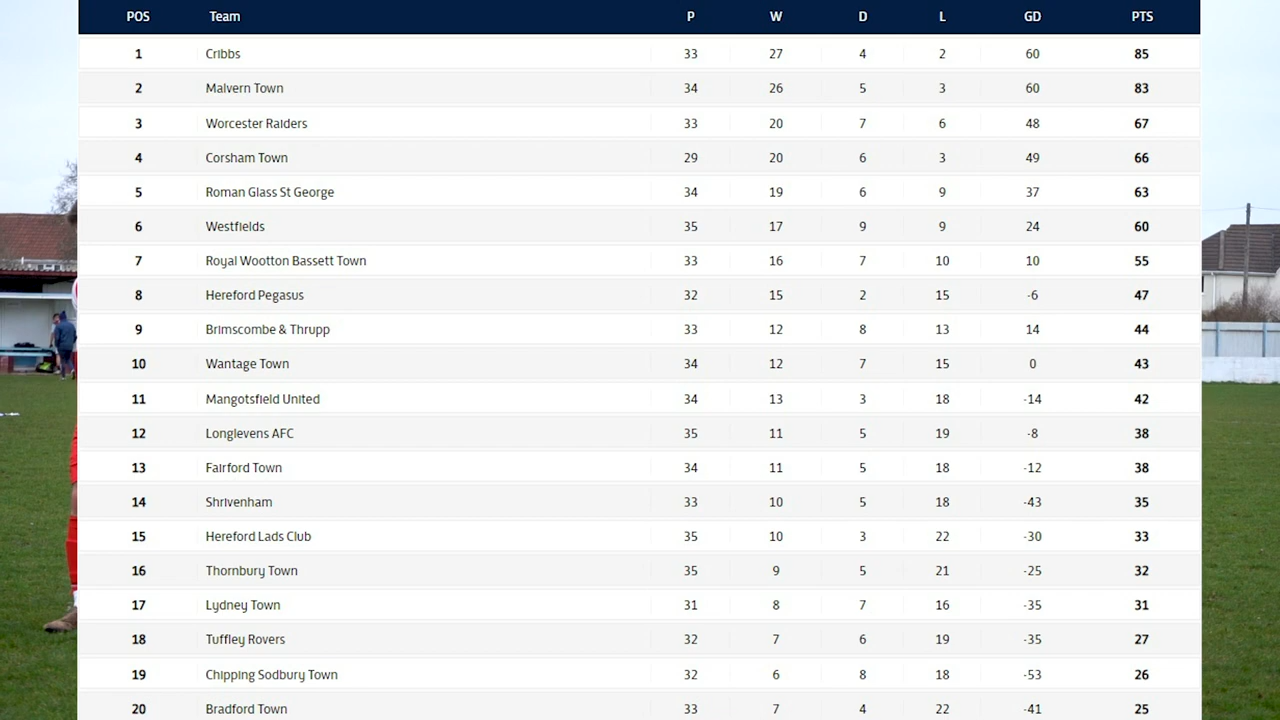 POS Team P W D L GD PTS
1 Cribbs 33 27 4 2 60 85
2 Malvern Town 34 26 5 3 60 83
3 Worcester Raiders 33 20 7 6 48 67
4 Corsham Town 29 20 6 3 49 66
5 Roman Glass St George 34 19 6 9 37 63
6 Westfields 35 17 9 9 24 60
7 Royal Wootton Bassett Town 33 16 7 10 10 55
8 Hereford Pegasus 32 15 2 15 -6 47
9 Brimscombe & Thrupp 33 12 8 13 14 44
10 Wantage Town 34 12 7 15 0 43
11 Mangotsfield United 34 13 3 18 -14 42
12 Longlevens AFC 35 11 5 19 -8 38
13 Fairford Town 34 11 5 18 -12 38
14 Shrivenham 33 10 5 18 -43 35
15 Hereford Lads Club 35 10 3 22 -30 33
16 Thornbury Town 35 9 5 21 -25 32
17 Lydney Town 31 8 7 16 -35 31
18 Tuffley Rovers 32 7 6 19 -35 27
19 Chipping Sodbury Town 32 6 8 18 -53 26
20 Bradford Town 33 7 4 22 -41 25